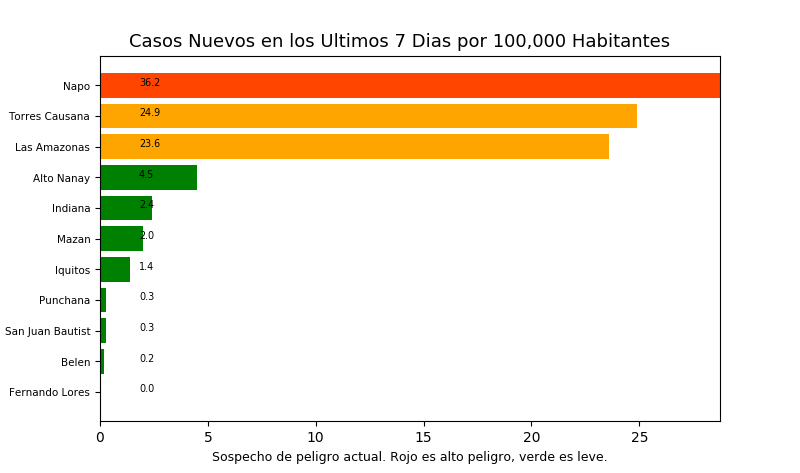 Casos Nuevos en los Ultimos 7 Dias por 100,000 Habitantes
Napo 36.2
Torres Causana 24.9
Las Amazonas 23.6
Alto Nanay 4.5
Indiana 2.4
Mazan 2.0
Iquitos 1.4
Punchana 0.3
San Juan Bautist 0.3
Belen 0.2
Fernando Lores 0.0
0 5 10 15 20 25
Sospecho de peligro actual. Rojo es alto peligro, verde es leve.